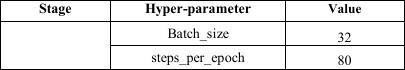 Stage Hyper-parameter Value
Batch_size 32
steps_per_epoch 80